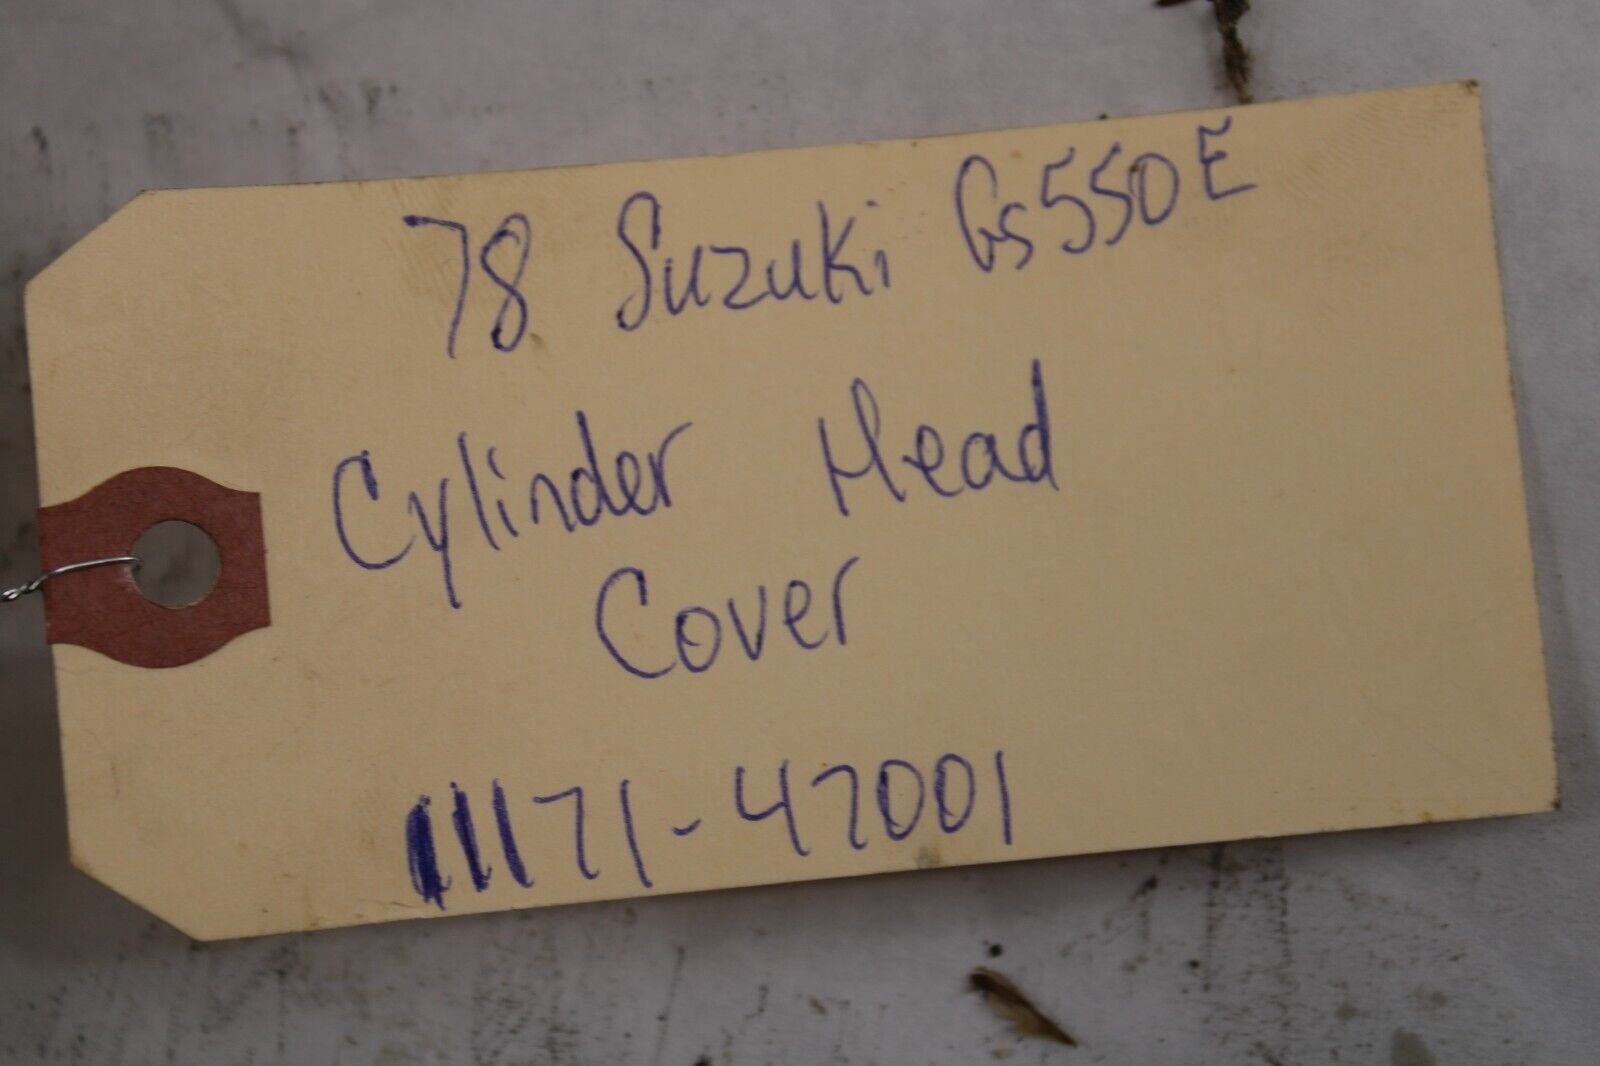 78 Suzuki GS550E
Cylinder Head
Cover
11171-47001